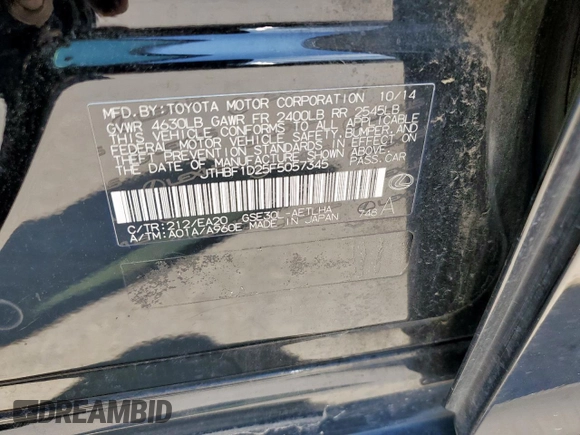 MFD. BY: TOYOTA MOTOR CORPORATION 10/14
GVWR 4630LB GAWR FR 2400LB RR 2545LB
THIS VEHICLE CONFORMS TO ALL APPLICABLE
FEDERAL MOTOR VEHICLE SAFETY, BUMPER, AND
THEFT PREVENTION STANDARDS IN EFFECT ON
THE DATE OF MANUFACTURE SHOWN ABOVE.
JTHBF1D25F5057345 PASS. CAR
C/TR: 212/EA20 GSE30L-AETLHA
A/TM: A01A/A960E MADE IN JAPAN 746 A
DREAMBID